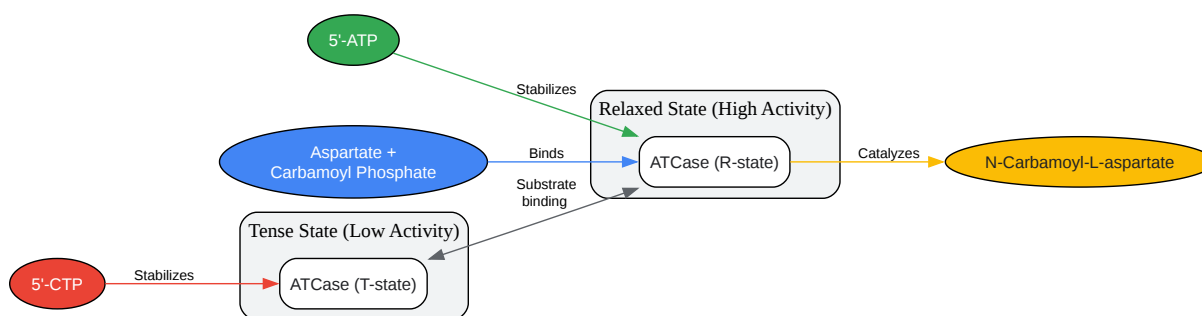 5'-ATP
Stabilizes
Relaxed State (High Activity)
Aspartate +
Carbamoyl Phosphate
Binds
ATCase (R-state)
Catalyzes
N-Carbamoyl-L-aspartate
Substrate
binding
Tense State (Low Activity)
5'-CTP
Stabilizes
ATCase (T-state)